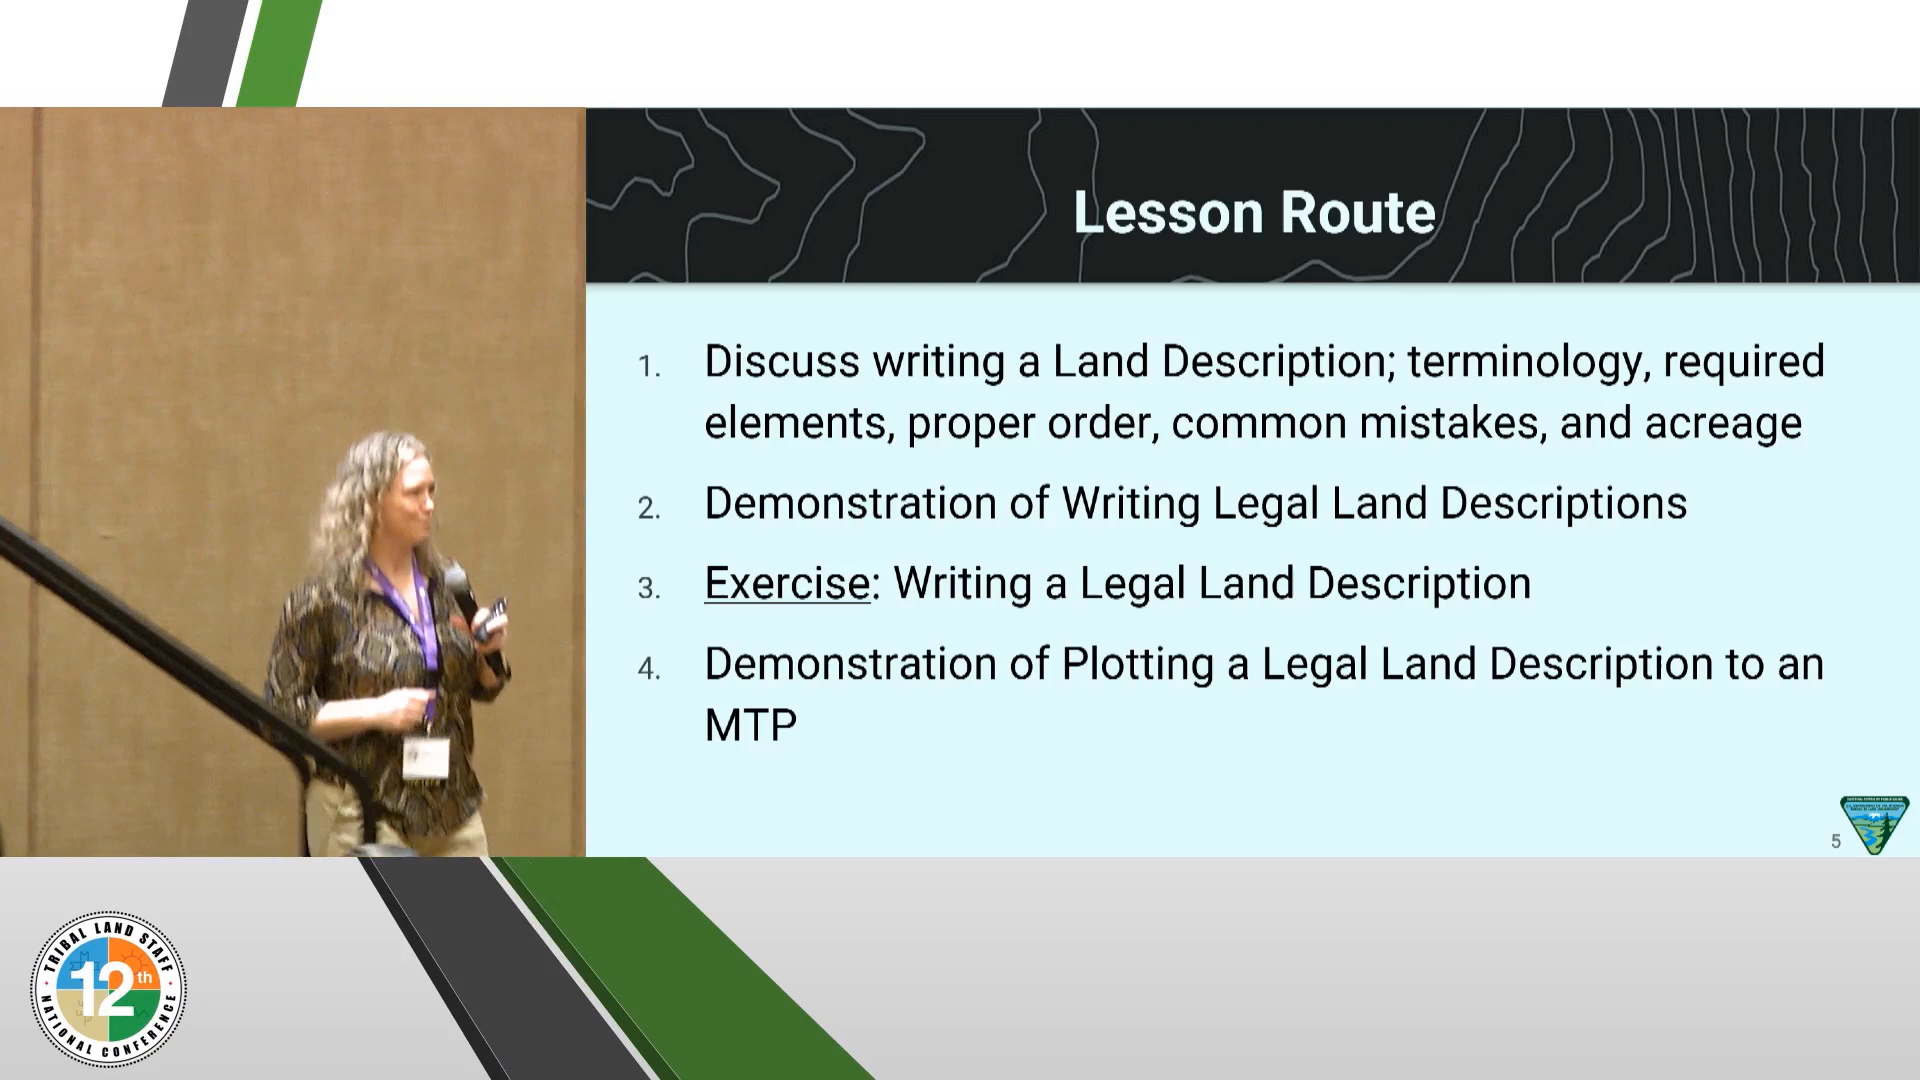 Lesson Route
1. Discuss writing a Land Description; terminology, required
elements, proper order, common mistakes, and acreage
2. Demonstration of Writing Legal Land Descriptions
3. Exercise: Writing a Legal Land Description
4. Demonstration of Plotting a Legal Land Description to an
MTP
5
TRIBAL LAND STAFF
12th
NATIONAL CONFERENCE